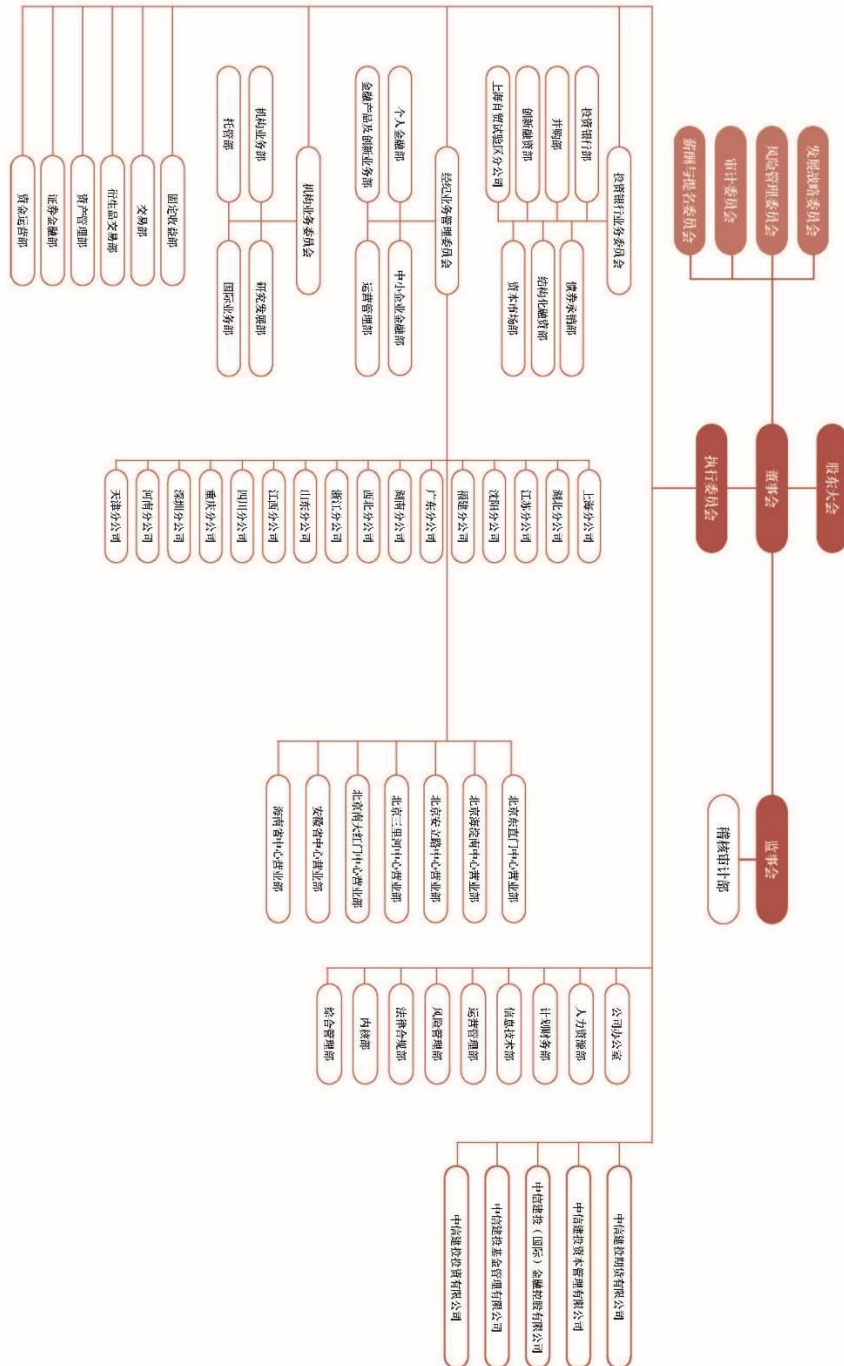 股东大会
董事会
监事会
稽核审计部
发展战略委员会
风险管理委员会
审计委员会
薪酬与提名委员会
执行委员会
投资银行业务委员会
投资银行部
并购部
创新融资部
上海自贸试验区分公司
债券承销部
结构化融资部
资本市场部
经纪业务管理委员会
个人金融部
金融产品及创新业务部
中小企业金融部
运营管理部
机构业务委员会
机构业务部
托管部
研究发展部
国际业务部
固定收益部
交易部
衍生品交易部
资产管理部
证券金融部
资金运营部
上海分公司
湖北分公司
江苏分公司
沈阳分公司
福建分公司
广东分公司
湖南分公司
西北分公司
浙江分公司
山东分公司
江西分公司
四川分公司
重庆分公司
深圳分公司
河南分公司
天津分公司
北京东直门中心营业部
北京海淀南中心营业部
北京安立路中心营业部
北京三里河中心营业部
北京南大红门中心营业部
安徽省中心营业部
海南省中心营业部
公司办公室
人力资源部
计划财务部
信息技术部
运营管理部
风险管理部
法律合规部
内核部
综合管理部
中信建投期货有限公司
中信建投资本管理有限公司
中信建投（国际）金融控股有限公司
中信建投基金管理有限公司
中信建投投资有限公司